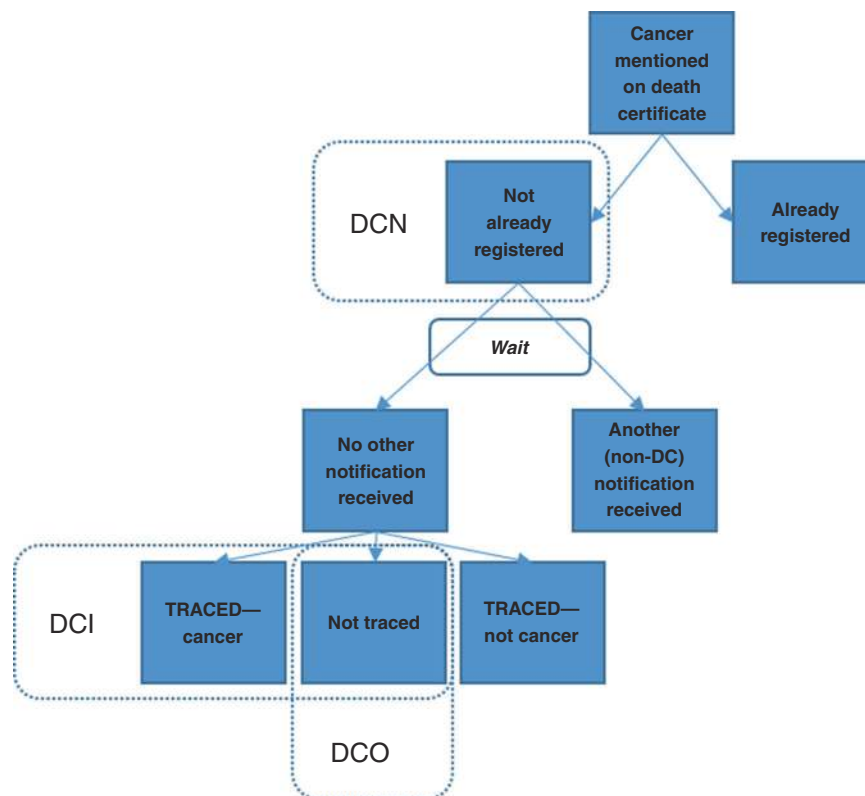 Cancer
mentioned
on death
certificate
DCN
Not
already
registered
Already
registered
Wait
No other
notification
received
Another
(non-DC)
notification
received
DCI
TRACED—
cancer
Not traced
TRACED—
not cancer
DCO